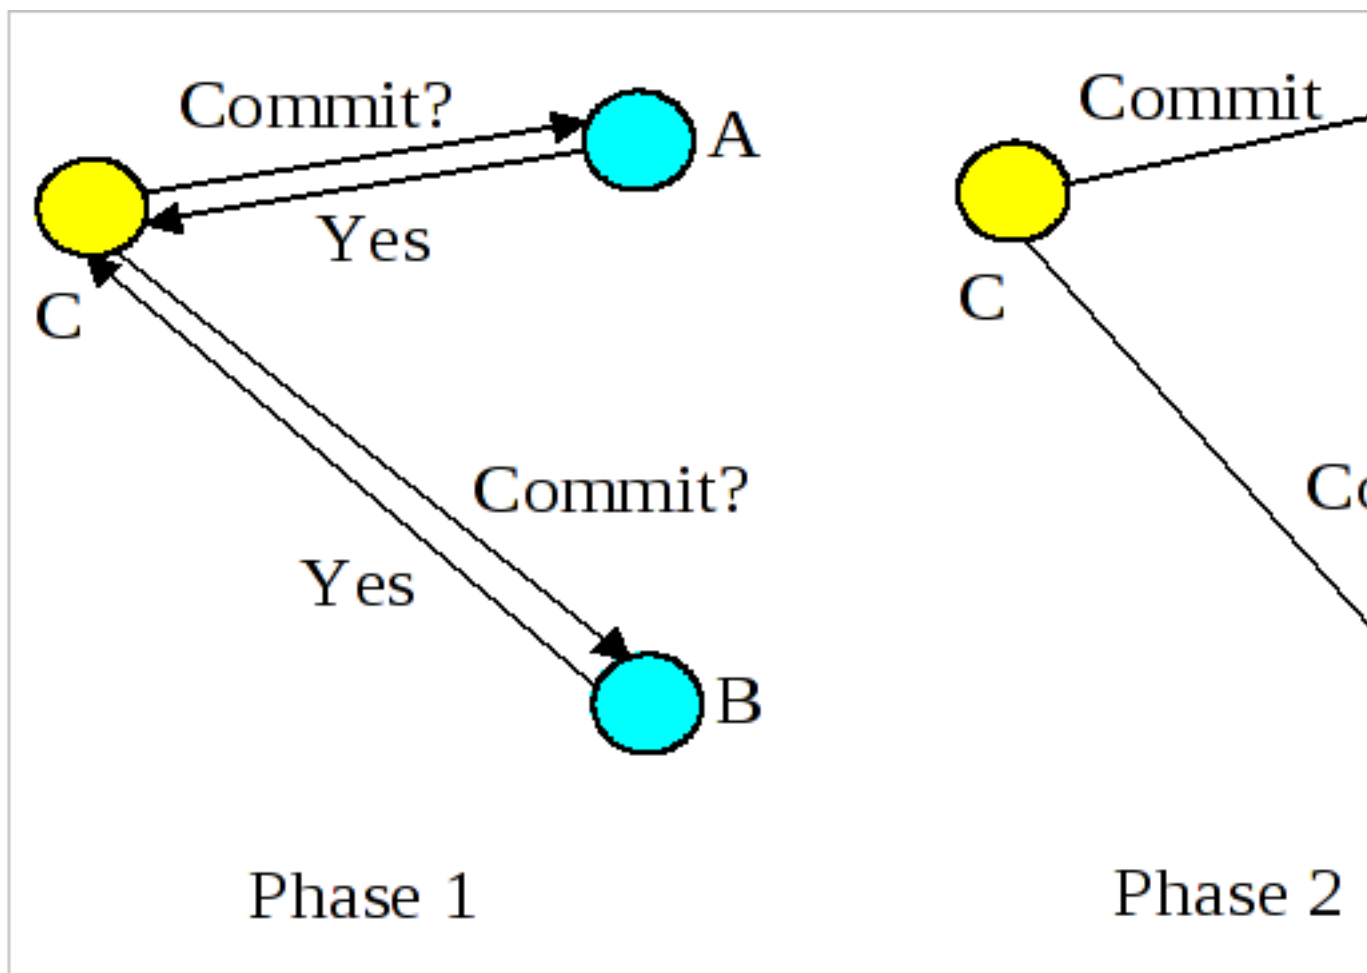 Commit?
A
Yes
C
Commit?
Yes
B
Phase 1
Commit
C
Phase 2